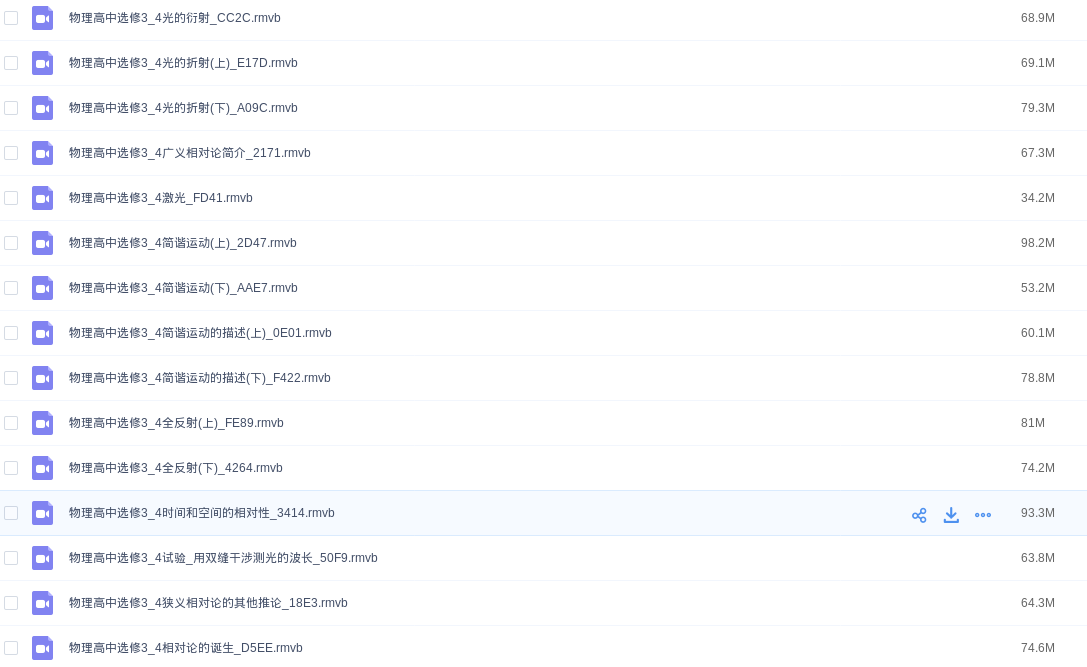 物理高中选修3_4光的衍射_CC2C.rmvb 68.9M
物理高中选修3_4光的折射(上)_E17D.rmvb 69.1M
物理高中选修3_4光的折射(下)_A09C.rmvb 79.3M
物理高中选修3_4广义相对论简介_2171.rmvb 67.3M
物理高中选修3_4激光_FD41.rmvb 34.2M
物理高中选修3_4简谐运动(上)_2D47.rmvb 98.2M
物理高中选修3_4简谐运动(下)_AAE7.rmvb 53.2M
物理高中选修3_4简谐运动的描述(上)_0E01.rmvb 60.1M
物理高中选修3_4简谐运动的描述(下)_F422.rmvb 78.8M
物理高中选修3_4全反射(上)_FE89.rmvb 81M
物理高中选修3_4全反射(下)_4264.rmvb 74.2M
物理高中选修3_4时间和空间的相对性_3414.rmvb 93.3M
物理高中选修3_4试验_用双缝干涉测光的波长_50F9.rmvb 63.8M
物理高中选修3_4狭义相对论的其他推论_18E3.rmvb 64.3M
物理高中选修3_4相对论的诞生_D5EE.rmvb 74.6M